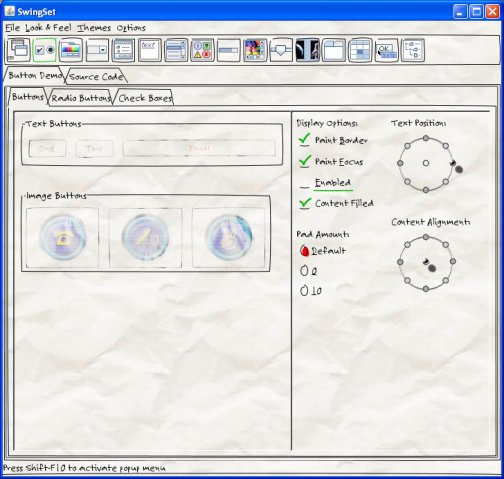 SwingSet
File Look & Feel Themes Options
text
OK
Button Demo Source Code
Buttons Radio Buttons Check Boxes
Text Buttons
One Two Three!
Image Buttons
Display Options:
Paint Border
Paint Focus
Enabled
Content Filled
Pad Amount:
Default
0
10
Text Position:
Content Alignment:
Press Shift-F10 to activate popup menu